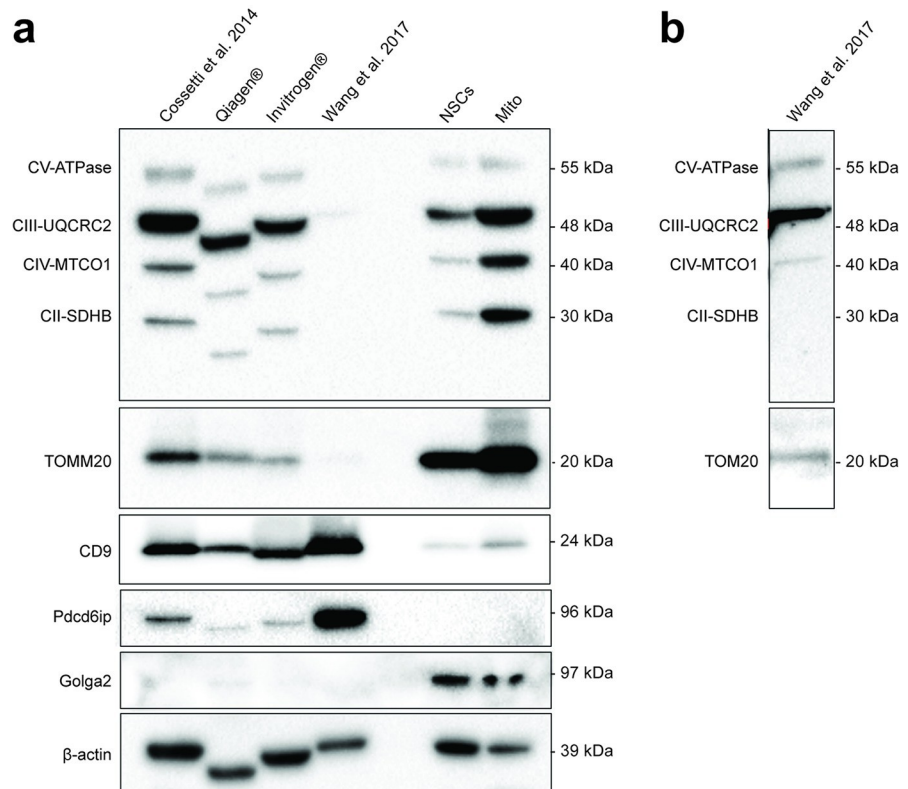 a
Cossetti et al. 2014
Qiagen®
Invitrogen®
Wang et al. 2017
NSCs
Mito
CV-ATPase
55 kDa
CIII-UQCRC2
48 kDa
CIV-MTCO1
40 kDa
CII-SDHB
30 kDa
TOMM20
20 kDa
CD9
24 kDa
Pdcd6ip
96 kDa
Golga2
97 kDa
β-actin
39 kDa
b
Wang et al. 2017
CV-ATPase
55 kDa
CIII-UQCRC2
48 kDa
CIV-MTCO1
40 kDa
CII-SDHB
30 kDa
TOM20
20 kDa